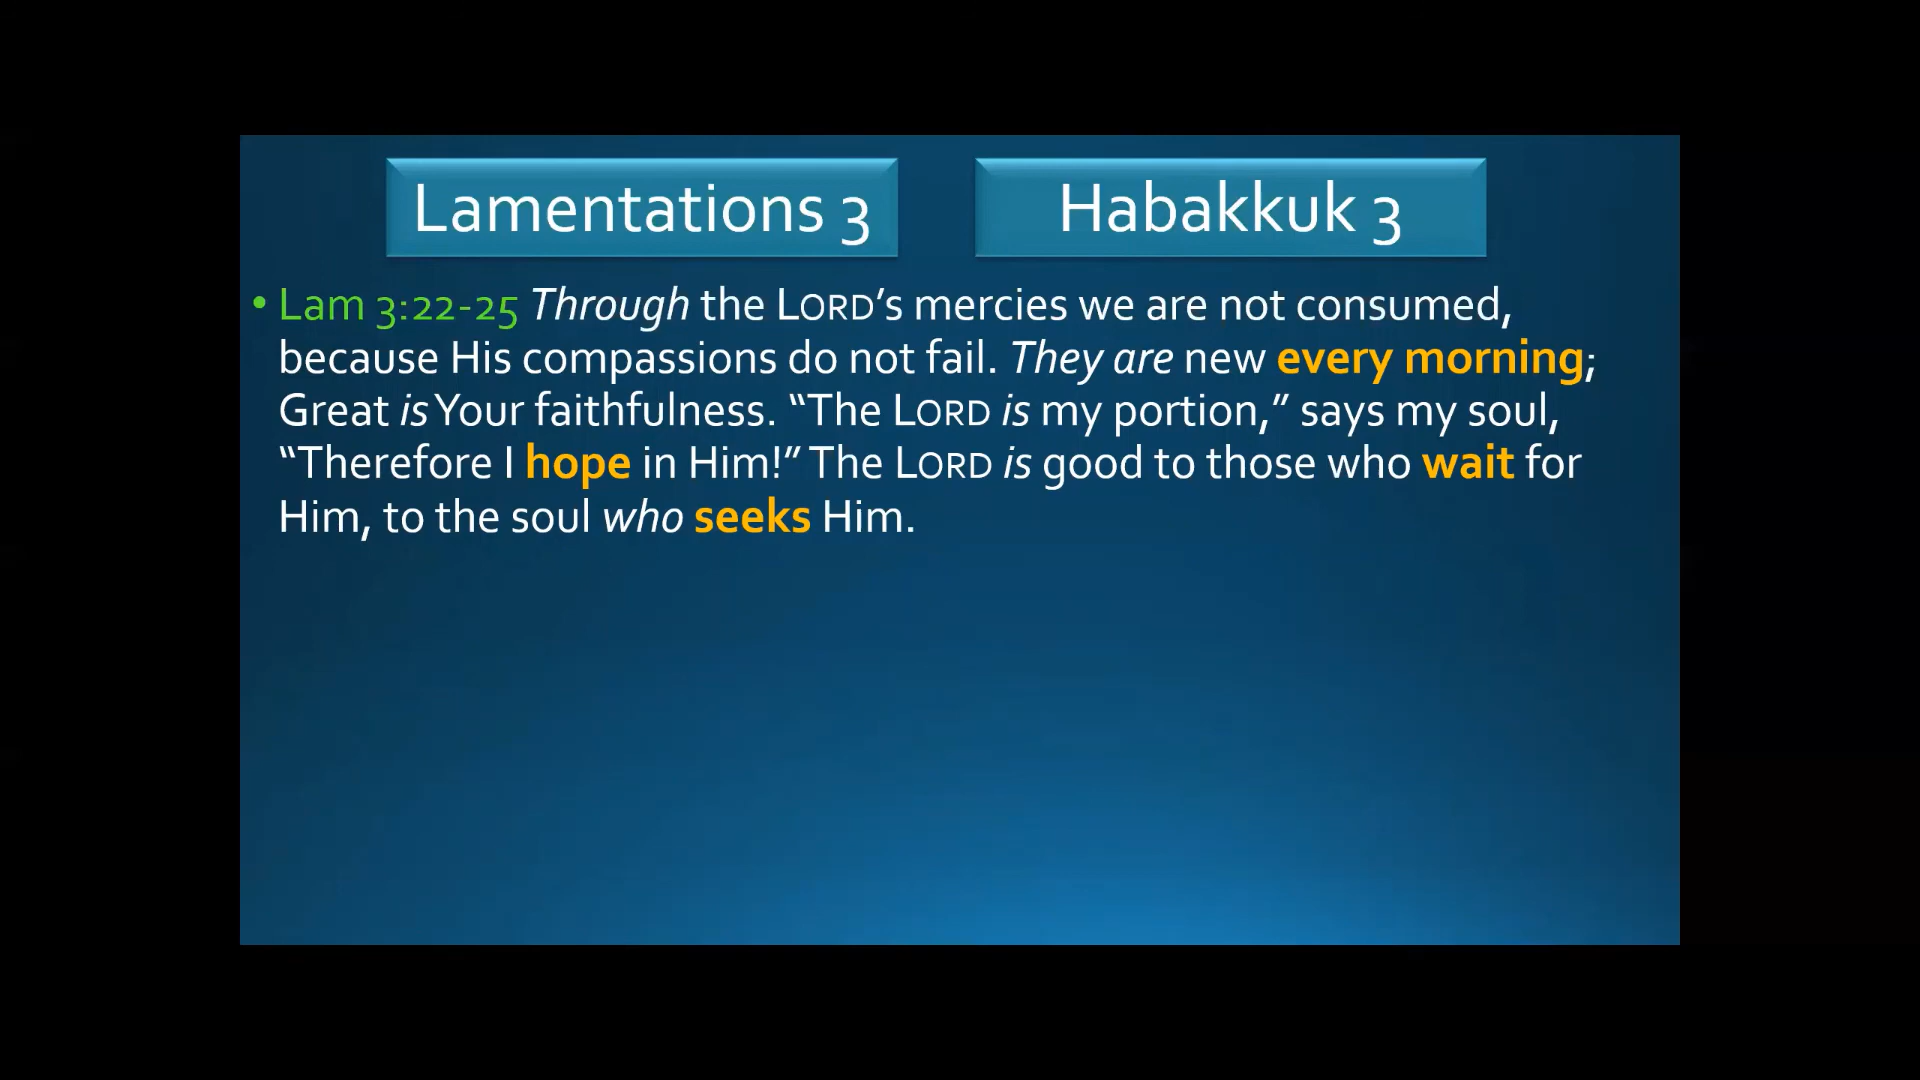 Lamentations 3
Habakkuk 3
• Lam 3:22-25 Through the LORD’s mercies we are not consumed,
because His compassions do not fail. They are new every morning;
Great is Your faithfulness. “The LORD is my portion,” says my soul,
“Therefore I hope in Him!” The LORD is good to those who wait for
Him, to the soul who seeks Him.